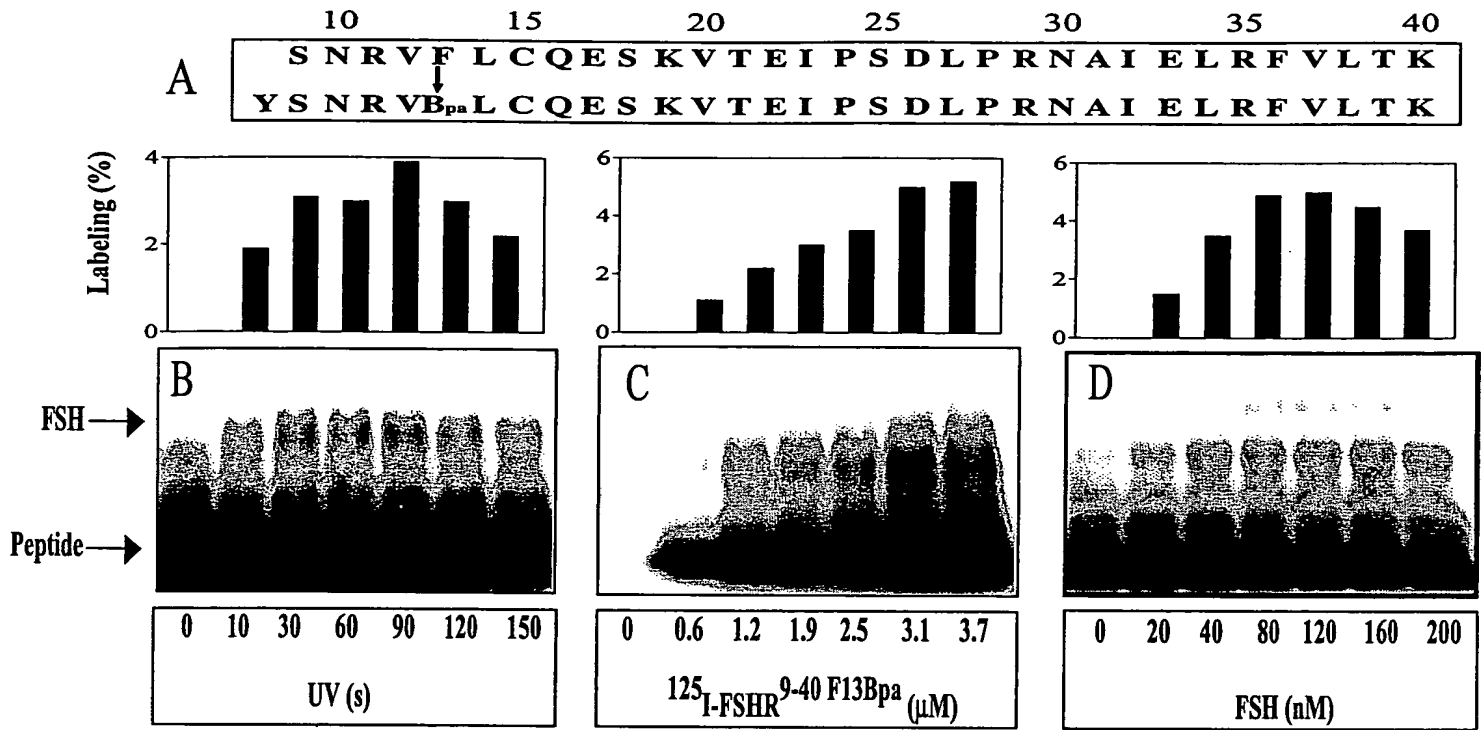 10 15 20 25 30 35 40
A
S N R V F L C Q E S K V T E I P S D L P R N A I E L R F V L T K
Y S N R V Bpa L C Q E S K V T E I P S D L P R N A I E L R F V L T K
Labeling (%)
4
2
0
6
4
2
0
6
4
2
0
B
C
D
FSH
Peptide
0 10 30 60 90 120 150
UV (s)
0 0.6 1.2 1.9 2.5 3.1 3.7
125I-FSHR9-40 F13Bpa (μM)
0 20 40 80 120 160 200
FSH (nM)